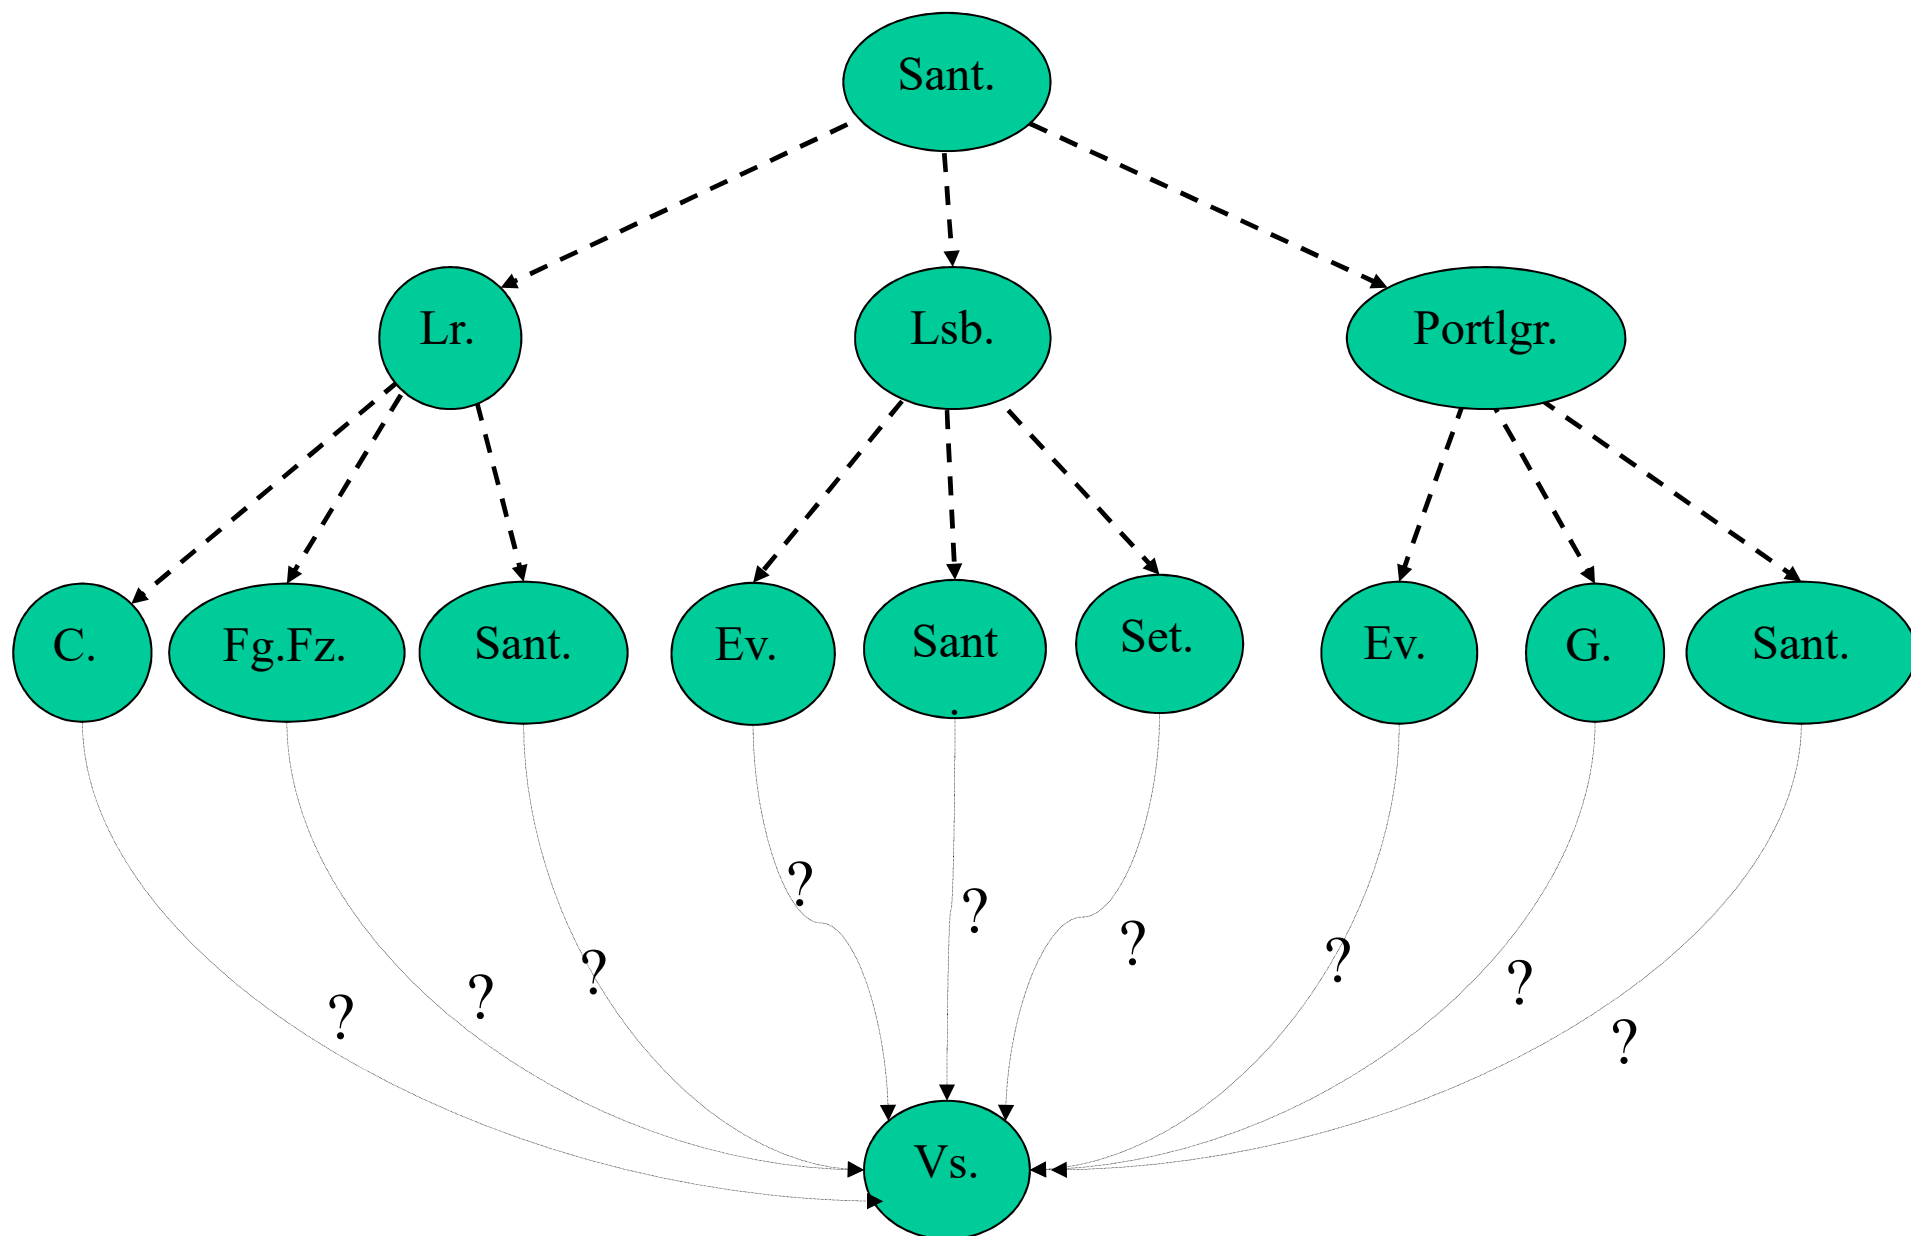 Sant.
Lr.
Lsb.
Portlgr.
C.
Fg.Fz.
Sant.
Ev.
Sant
.
Set.
Ev.
G.
Sant.
?
?
?
?
?
?
?
?
?
Vs.